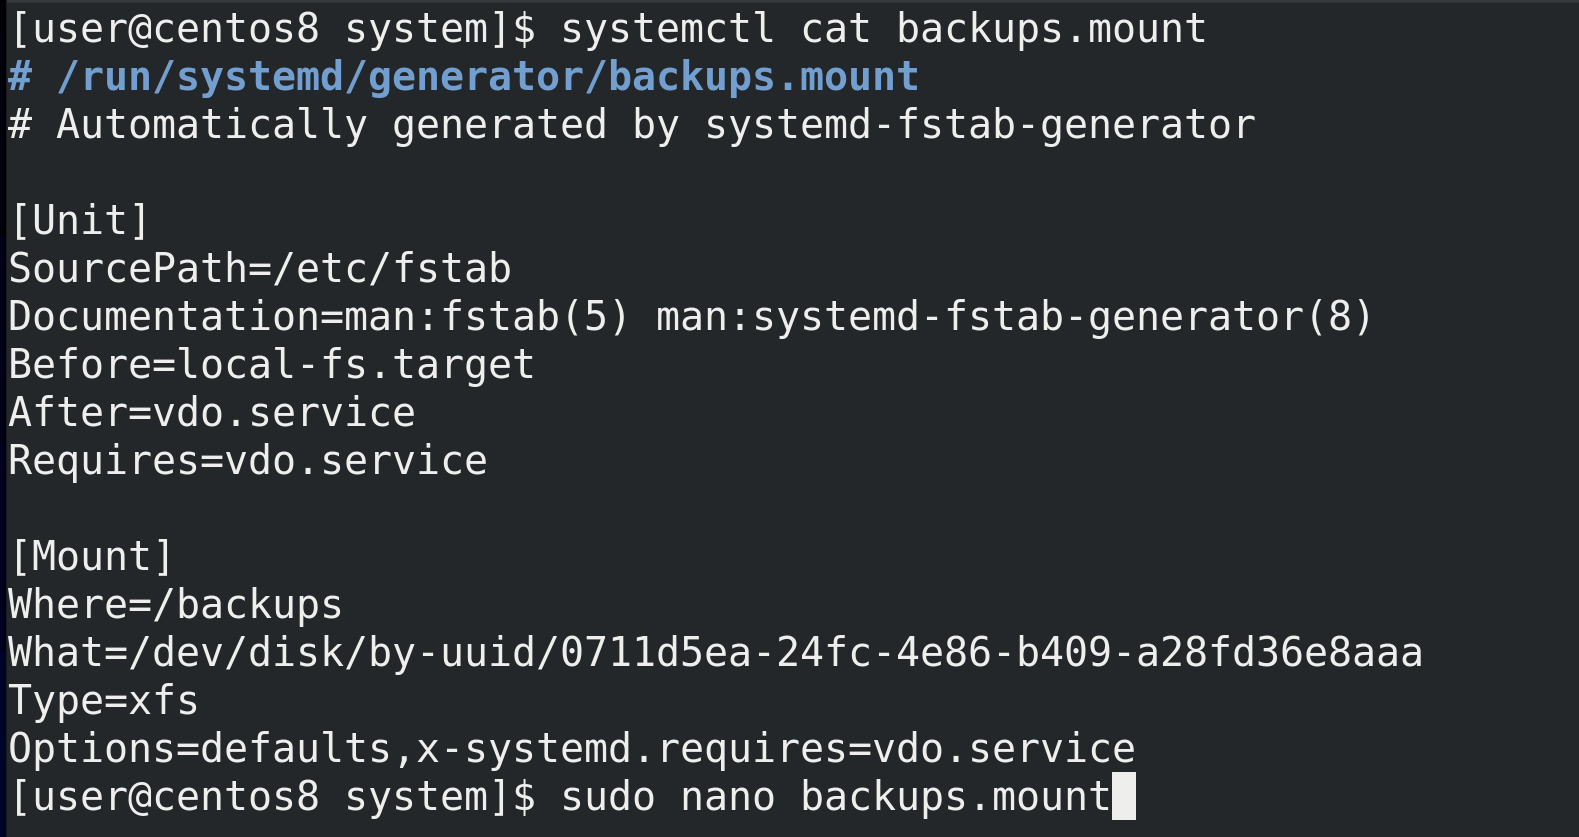 [user@centos8 system]$ systemctl cat backups.mount
# /run/systemd/generator/backups.mount
# Automatically generated by systemd-fstab-generator
[Unit]
SourcePath=/etc/fstab
Documentation=man:fstab(5) man:systemd-fstab-generator(8)
Before=local-fs.target
After=vdo.service
Requires=vdo.service
[Mount]
Where=/backups
What=/dev/disk/by-uuid/0711d5ea-24fc-4e86-b409-a28fd36e8aaa
Type=xfs
Options=defaults,x-systemd.requires=vdo.service
[user@centos8 system]$ sudo nano backups.mount